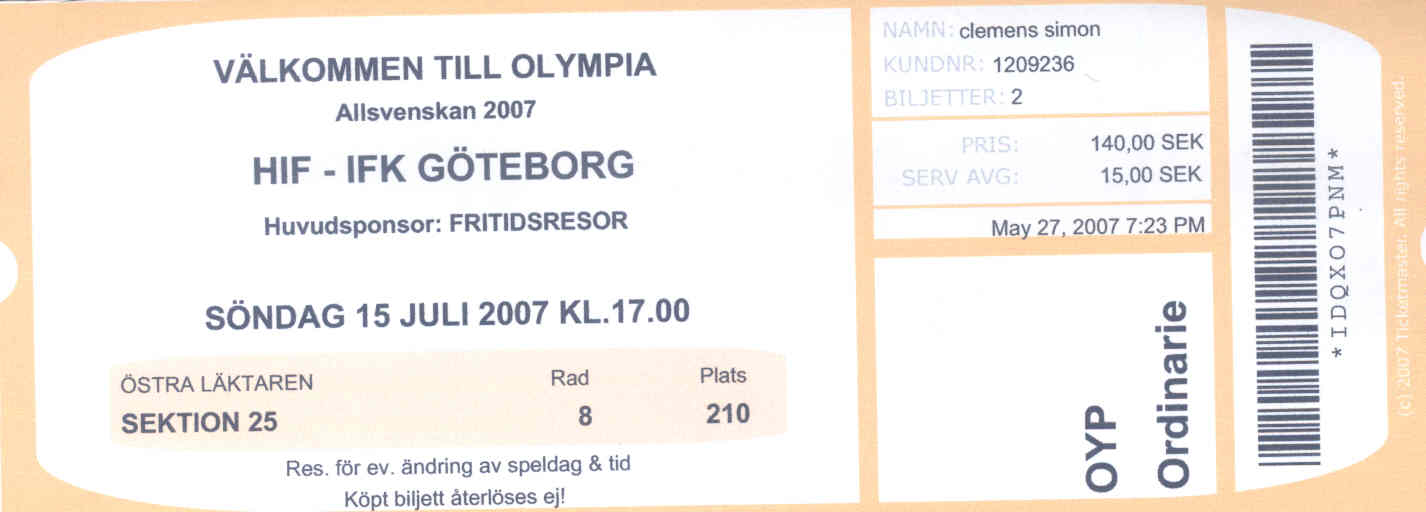 VÄLKOMMEN TILL OLYMPIA
Allsvenskan 2007
HIF - IFK GÖTEBORG
Huvudsponsor: FRITIDSRESOR
SÖNDAG 15 JULI 2007 KL.17.00
ÖSTRA LÄKTAREN Rad Plats
SEKTION 25 8 210
Res. för ev. ändring av speldag & tid
Köpt biljett återlöses ej!
NAMN: clemens simon
KUNDNR: 1209236
BILJETTER: 2
PRIS: 140,00 SEK
SERV AVG: 15,00 SEK
May 27, 2007 7:23 PM
OYP
Ordinarie
*IDQXO7PNM*
(c) 2007 Ticketmaster. All rights reserved.